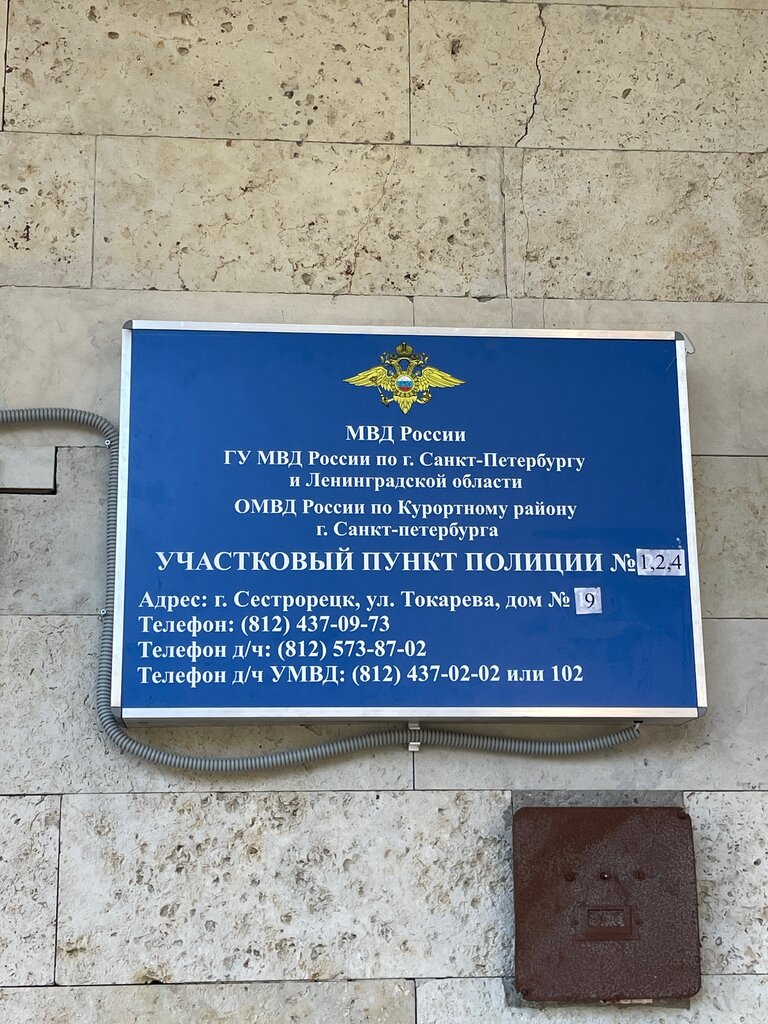 МВД России
ГУ МВД России по г. Санкт-Петербургу
и Ленинградской области
ОМВД России по Курортному району
г. Санкт-петербурга
УЧАСТКОВЫЙ ПУНКТ ПОЛИЦИИ №1,2,4
Адрес: г. Сестрорецк, ул. Токарева, дом № 9
Телефон: (812) 437-09-73
Телефон д/ч: (812) 573-87-02
Телефон д/ч УМВД: (812) 437-02-02 или 102